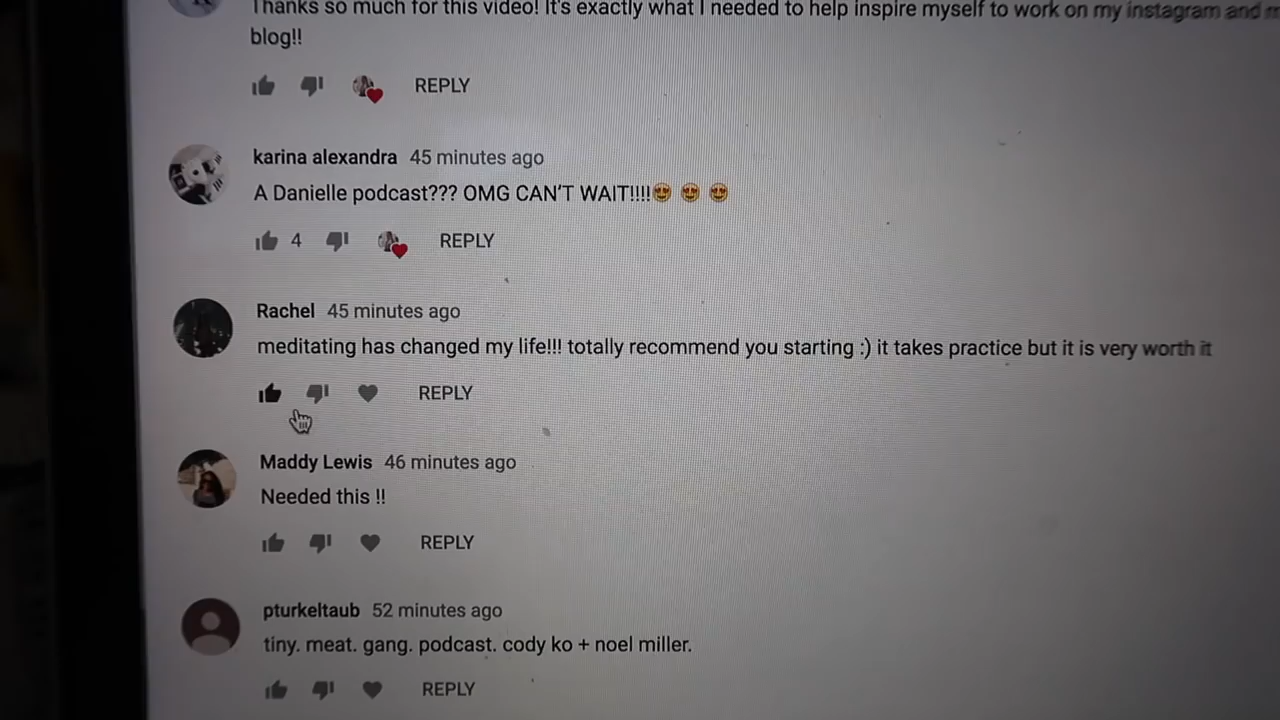 Thanks so much for this video! It's exactly what I needed to help inspire myself to work on my instagram and
blog!!
REPLY
karina alexandra 45 minutes ago
A Danielle podcast??? OMG CAN'T WAIT!!!!😍 😍 😍
4 REPLY
Rachel 45 minutes ago
meditating has changed my life!!! totally recommend you starting :) it takes practice but it is very worth it
REPLY
Maddy Lewis 46 minutes ago
Needed this !!
REPLY
pturkeltaub 52 minutes ago
tiny. meat. gang. podcast. cody ko + noel miller.
REPLY